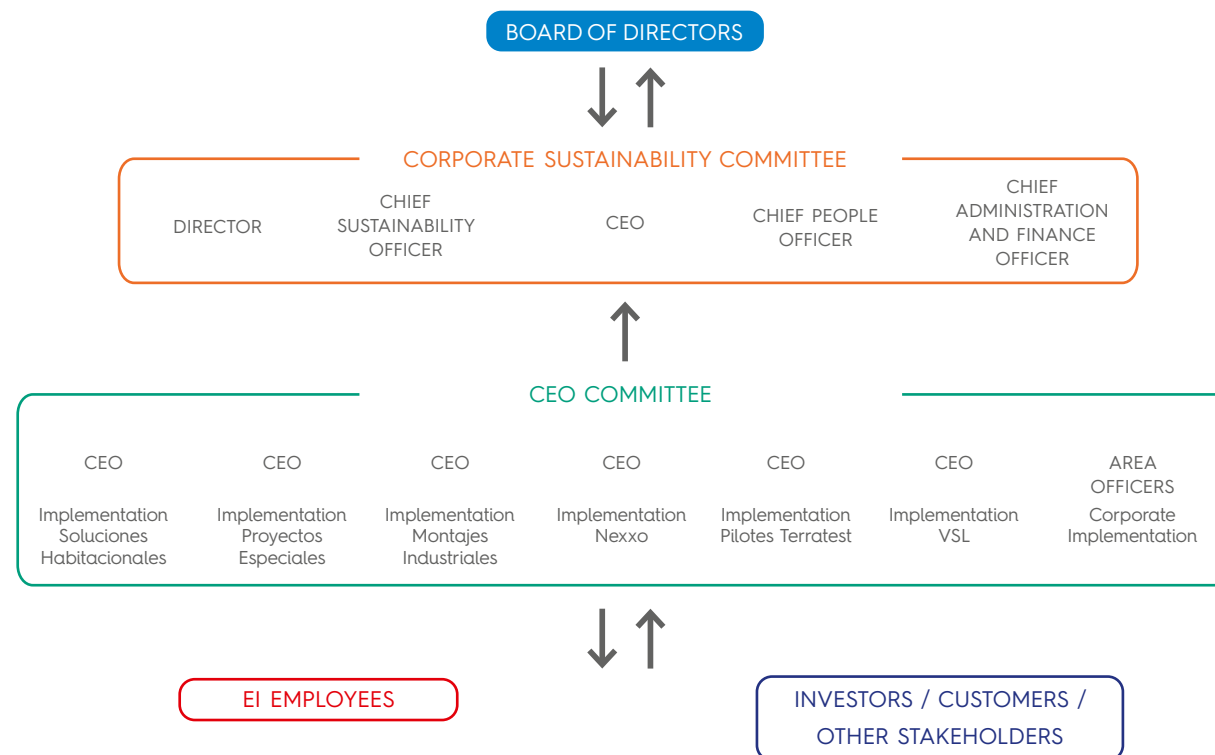 BOARD OF DIRECTORS
CORPORATE SUSTAINABILITY COMMITTEE
DIRECTOR
CHIEF
SUSTAINABILITY
OFFICER
CEO
CHIEF PEOPLE
OFFICER
CHIEF
ADMINISTRATION
AND FINANCE
OFFICER
CEO COMMITTEE
CEO
Implementation
Soluciones
Habitacionales
CEO
Implementation
Proyectos
Especiales
CEO
Implementation
Montajes
Industriales
CEO
Implementation
Nexxo
CEO
Implementation
Pilotes Terratest
CEO
Implementation
VSL
AREA
OFFICERS
Corporate
Implementation
EI EMPLOYEES
INVESTORS / CUSTOMERS /
OTHER STAKEHOLDERS